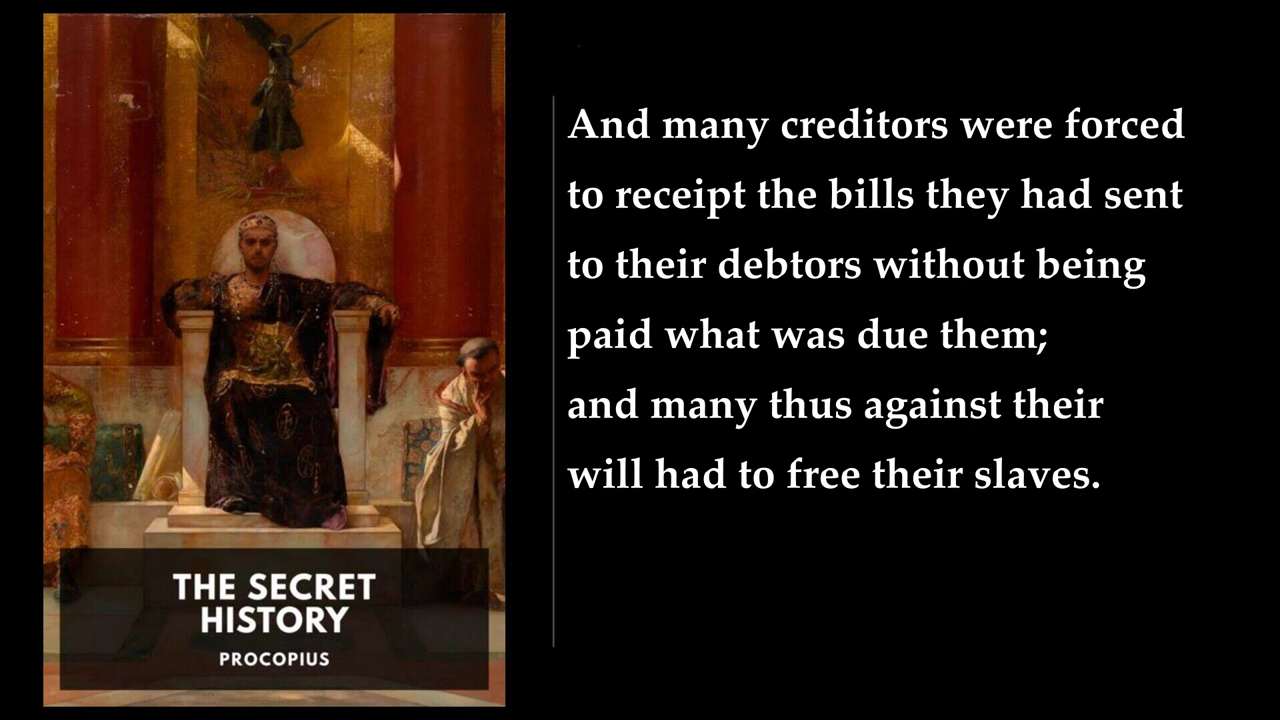 THE SECRET
HISTORY
PROCOPIUS
And many creditors were forced
to receipt the bills they had sent
to their debtors without being
paid what was due them;
and many thus against their
will had to free their slaves.